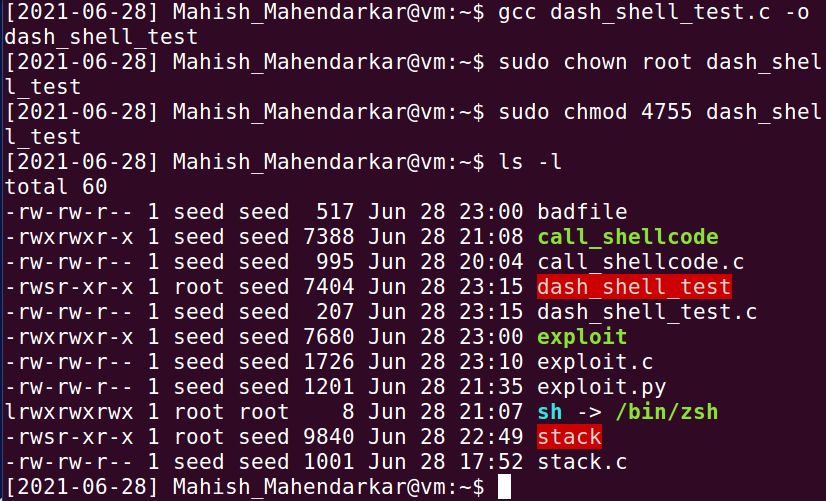 [2021-06-28] Mahish_Mahendarkar@vm:~$ gcc dash_shell_test.c -o
dash_shell_test
[2021-06-28] Mahish_Mahendarkar@vm:~$ sudo chown root dash_shel
l_test
[2021-06-28] Mahish_Mahendarkar@vm:~$ sudo chmod 4755 dash_shel
l_test
[2021-06-28] Mahish_Mahendarkar@vm:~$ ls -l
total 60
-rw-rw-r-- 1 seed seed  517 Jun 28 23:00 badfile
-rwxrwxr-x 1 seed seed 7388 Jun 28 21:08 call_shellcode
-rw-rw-r-- 1 seed seed  995 Jun 28 20:04 call_shellcode.c
-rwsr-xr-x 1 root seed 7404 Jun 28 23:15 dash_shell_test
-rw-rw-r-- 1 seed seed  207 Jun 28 23:15 dash_shell_test.c
-rwxrwxr-x 1 seed seed 7680 Jun 28 23:00 exploit
-rw-rw-r-- 1 seed seed 1726 Jun 28 23:10 exploit.c
-rw-rw-r-- 1 seed seed 1201 Jun 28 21:35 exploit.py
lrwxrwxrwx 1 root root    8 Jun 28 21:07 sh -> /bin/zsh
-rwsr-xr-x 1 root seed 9840 Jun 28 22:49 stack
-rw-rw-r-- 1 seed seed 1001 Jun 28 17:52 stack.c
[2021-06-28] Mahish_Mahendarkar@vm:~$